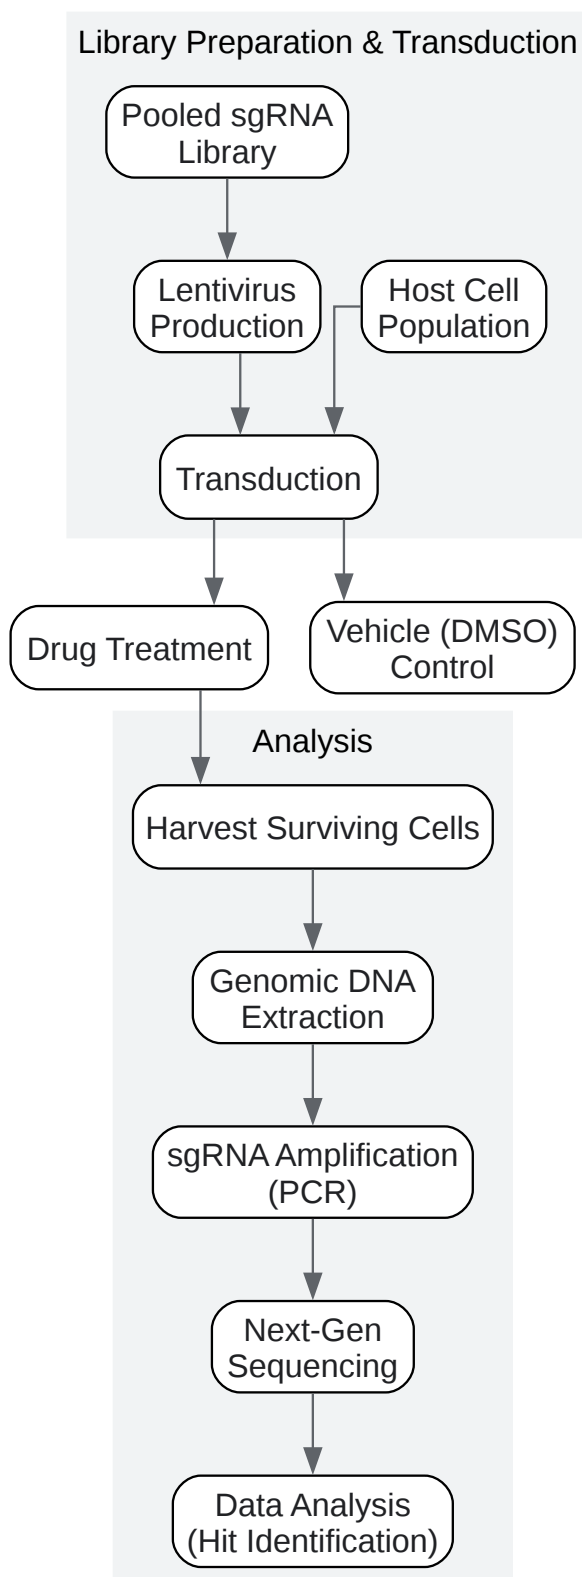 Library Preparation & Transduction
Pooled sgRNA
Library
Lentivirus
Production
Host Cell
Population
Transduction
Drug Treatment
Vehicle (DMSO)
Control
Analysis
Harvest Surviving Cells
Genomic DNA
Extraction
sgRNA Amplification
(PCR)
Next-Gen
Sequencing
Data Analysis
(Hit Identification)